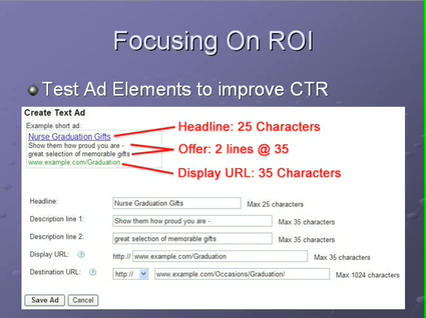 Focusing On ROI
Test Ad Elements to improve CTR
Create Text Ad
Example short ad:
Nurse Graduation Gifts
Show them how proud you are -
great selection of memorable gifts
www.example.com/Graduation
Headline: 25 Characters
Offer: 2 lines @ 35
Display URL: 35 Characters
Headline: Nurse Graduation Gifts Max 25 characters
Description line 1: Show them how proud you are - Max 35 characters
Description line 2: great selection of memorable gifts Max 35 characters
Display URL: ? http:// www.example.com/Graduation Max 35 characters
Destination URL: ? http:// www.example.com/Occasions/Graduation/ Max 1024 characters
Save Ad Cancel